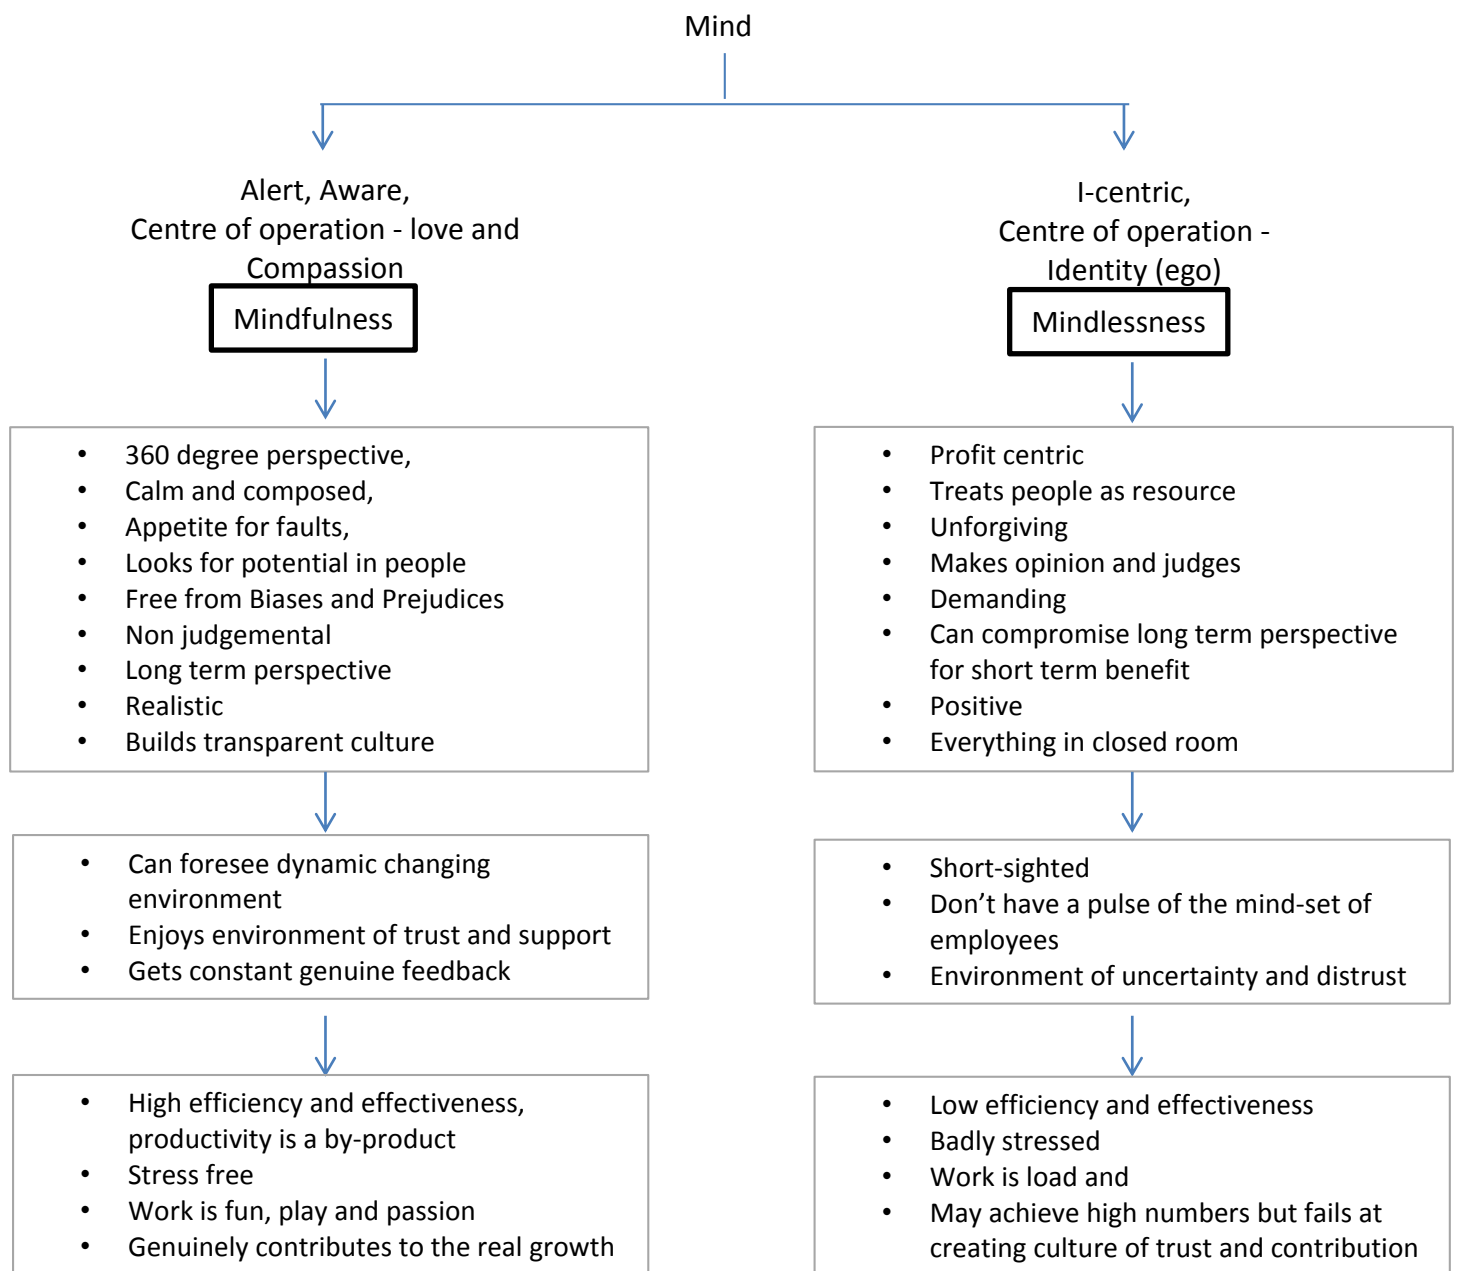 Mind
Alert, Aware,
Centre of operation - love and
Compassion
Mindfulness
• 360 degree perspective,
• Calm and composed,
• Appetite for faults,
• Looks for potential in people
• Free from Biases and Prejudices
• Non judgemental
• Long term perspective
• Realistic
• Builds transparent culture
• Can foresee dynamic changing
environment
• Enjoys environment of trust and support
• Gets constant genuine feedback
• High efficiency and effectiveness,
productivity is a by-product
• Stress free
• Work is fun, play and passion
• Genuinely contributes to the real growth
I-centric,
Centre of operation -
Identity (ego)
Mindlessness
• Profit centric
• Treats people as resource
• Unforgiving
• Makes opinion and judges
• Demanding
• Can compromise long term perspective
for short term benefit
• Positive
• Everything in closed room
• Short-sighted
• Don’t have a pulse of the mind-set of
employees
• Environment of uncertainty and distrust
• Low efficiency and effectiveness
• Badly stressed
• Work is load and
• May achieve high numbers but fails at
creating culture of trust and contribution